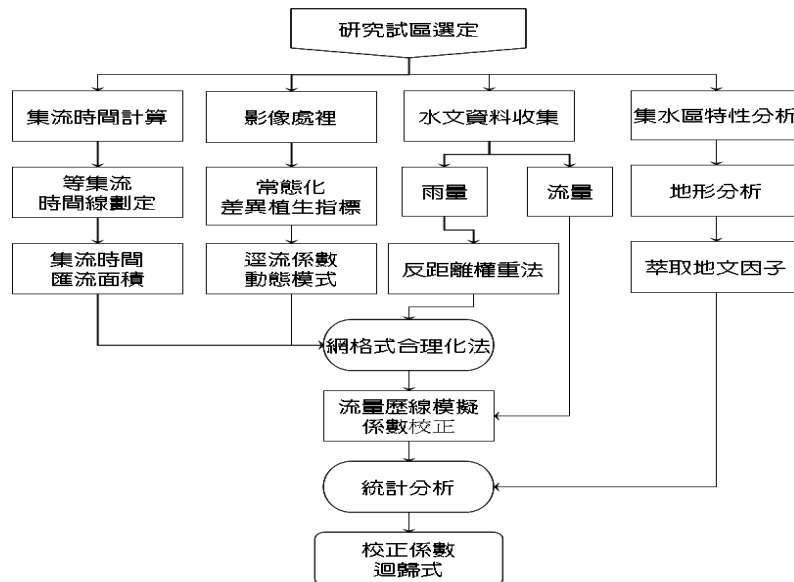 研究試區選定
集流時間計算
影像處裡
水文資料收集
集水區特性分析
等集流
時間線劃定
常態化
差異植生指標
雨量
流量
地形分析
集流時間
匯流面積
逕流係數
動態模式
反距離權重法
萃取地文因子
網格式合理化法
流量歷線模擬
係數校正
統計分析
校正係數
迴歸式